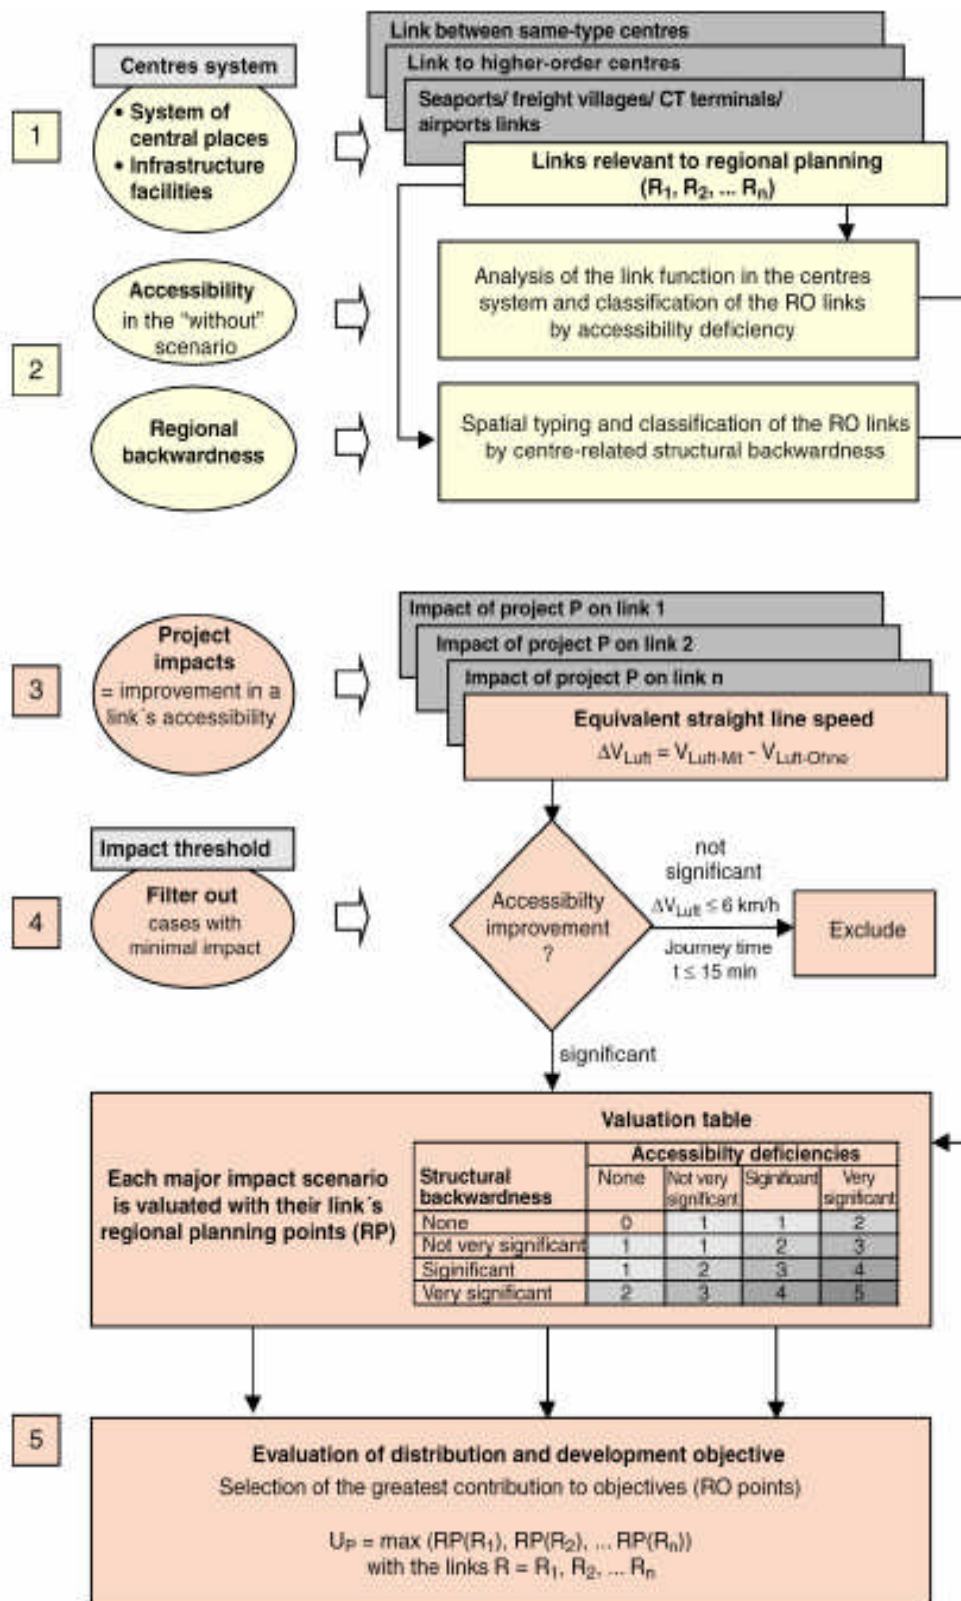 Centres system
• System of
central places
• Infrastructure
facilities
1
Link between same-type centres
Link to higher-order centres
Seaports/ freight villages/ CT terminals/
airports links
Links relevant to regional planning
(R1, R2, ... Rn)
2
Accessibility
in the "without"
scenario
Analysis of the link function in the centres
system and classification of the RO links
by accessibility deficiency
Regional
backwardness
Spatial typing and classification of the RO links
by centre-related structural backwardness
3
Project
impacts
= improvement in a
link´s accessibility
Impact of project P on link 1
Impact of project P on link 2
Impact of project P on link n
Equivalent straight line speed
ΔVLuft = VLuft-Mit - VLuft-Ohne
4
Impact threshold
Filter out
cases with
minimal impact
Accessibilty
improvement
?
not
significant
ΔVLuft ≤ 6 km/h
Journey time
t ≤ 15 min
Exclude
significant
Each major impact scenario
is valuated with their link´s
regional planning points (RP)
Valuation table
Structural
backwardness
Accessibilty deficiencies
None
Not very
significant
Siginificant
Very
significant
None 0 1 1 2
Not very significant 1 1 2 3
Siginificant 1 2 3 4
Very significant 2 3 4 5
5
Evaluation of distribution and development objective
Selection of the greatest contribution to objectives (RO points)
UP = max (RP(R1), RP(R2), ... RP(Rn))
with the links R = R1, R2, ... Rn